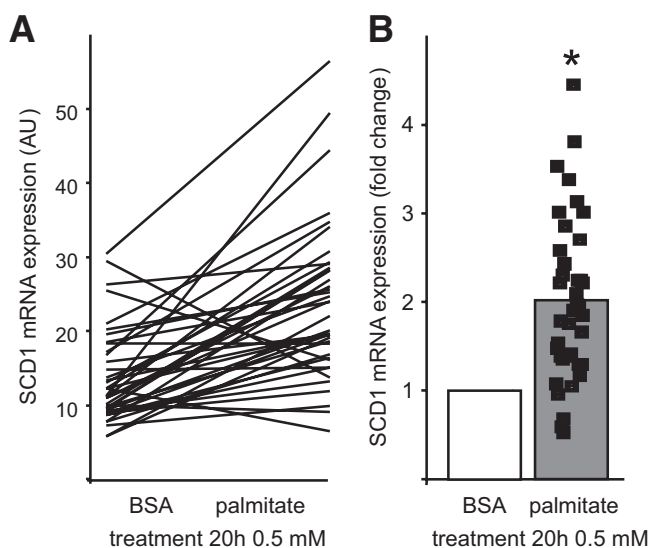 A
SCD1 mRNA expression (AU)
50
40
30
20
10
BSA palmitate
treatment 20h 0.5 mM
B
*
SCD1 mRNA expression (fold change)
4
3
2
1
BSA palmitate
treatment 20h 0.5 mM